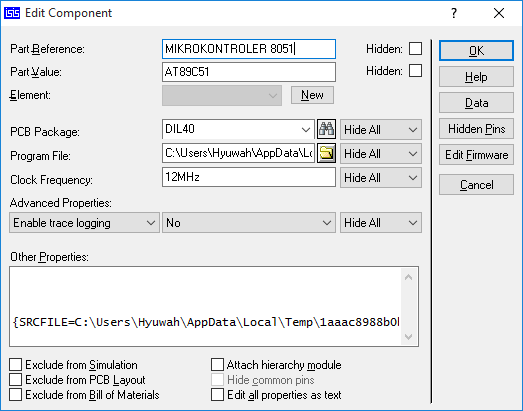 ISIS Edit Component ? ×
Part Reference: MIKROKONTROLER 8051 Hidden: OK
Part Value: AT89C51 Hidden: Help
Element: New Data
PCB Package: DIL40 Hide All Hidden Pins
Program File: C:\Users\Hyuwah\AppData\Lo Hide All Edit Firmware
Clock Frequency: 12MHz Hide All Cancel
Advanced Properties:
Enable trace logging No Hide All
Other Properties:
{SRCFILE=C:\Users\Hyuwah\AppData\Local\Temp\1aaac8988b0b
Exclude from Simulation Attach hierarchy module
Exclude from PCB Layout Hide common pins
Exclude from Bill of Materials Edit all properties as text